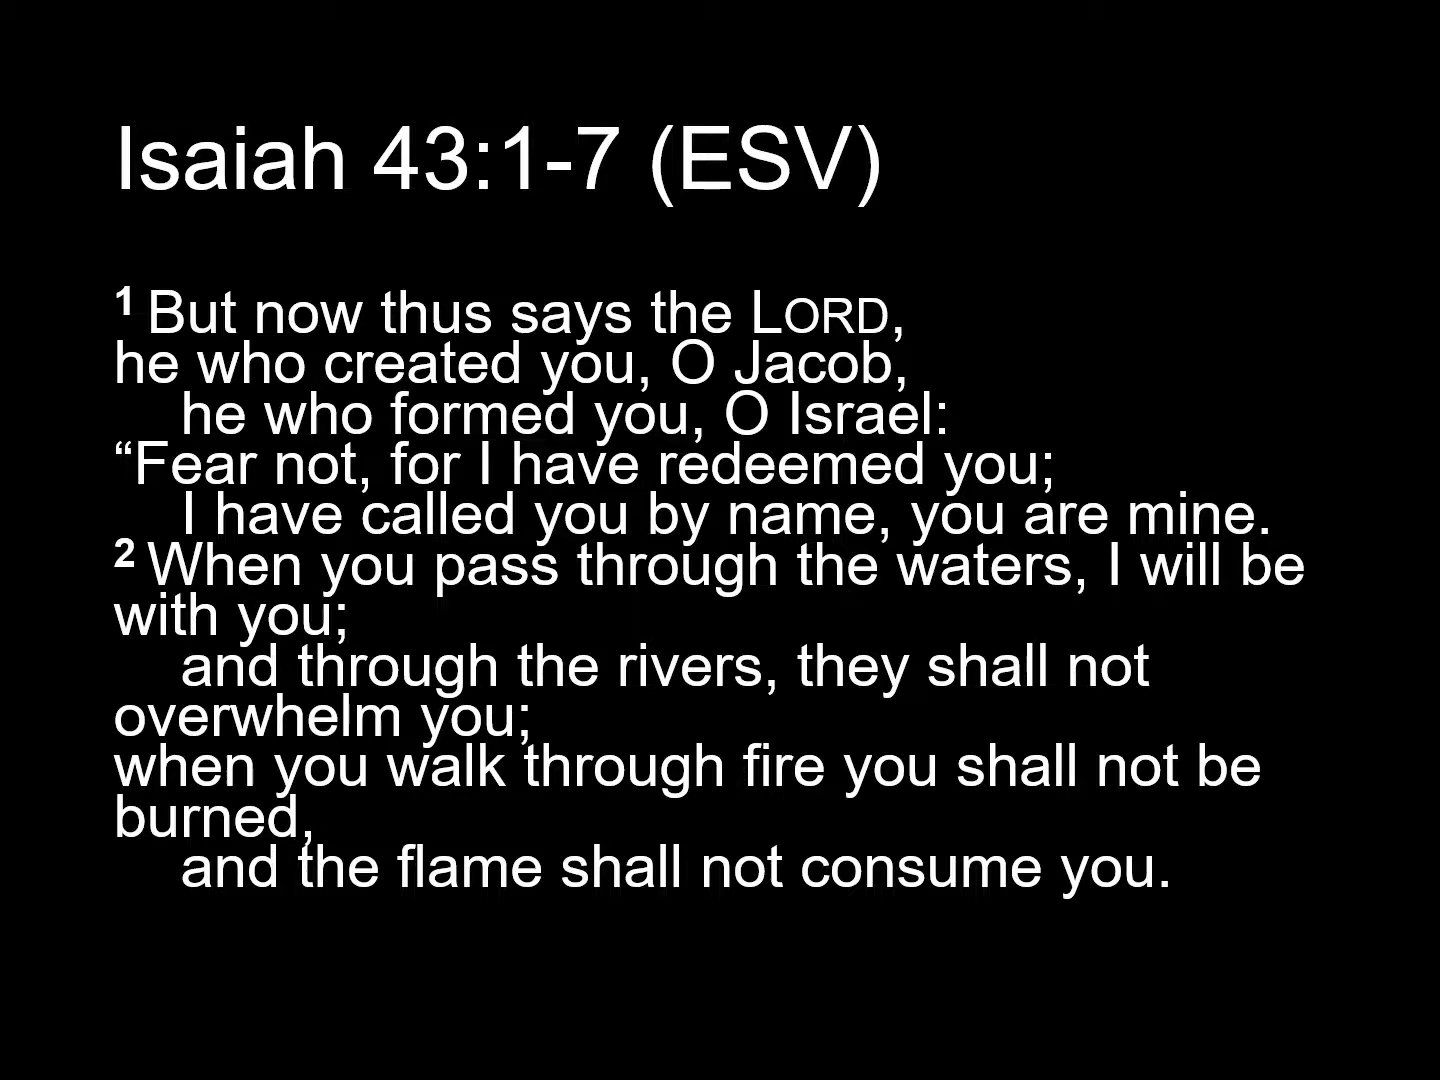 Isaiah 43:1-7 (ESV)
1 But now thus says the LORD,
he who created you, O Jacob,
he who formed you, O Israel:
“Fear not, for I have redeemed you;
I have called you by name, you are mine.
2 When you pass through the waters, I will be
with you;
and through the rivers, they shall not
overwhelm you;
when you walk through fire you shall not be
burned,
and the flame shall not consume you.